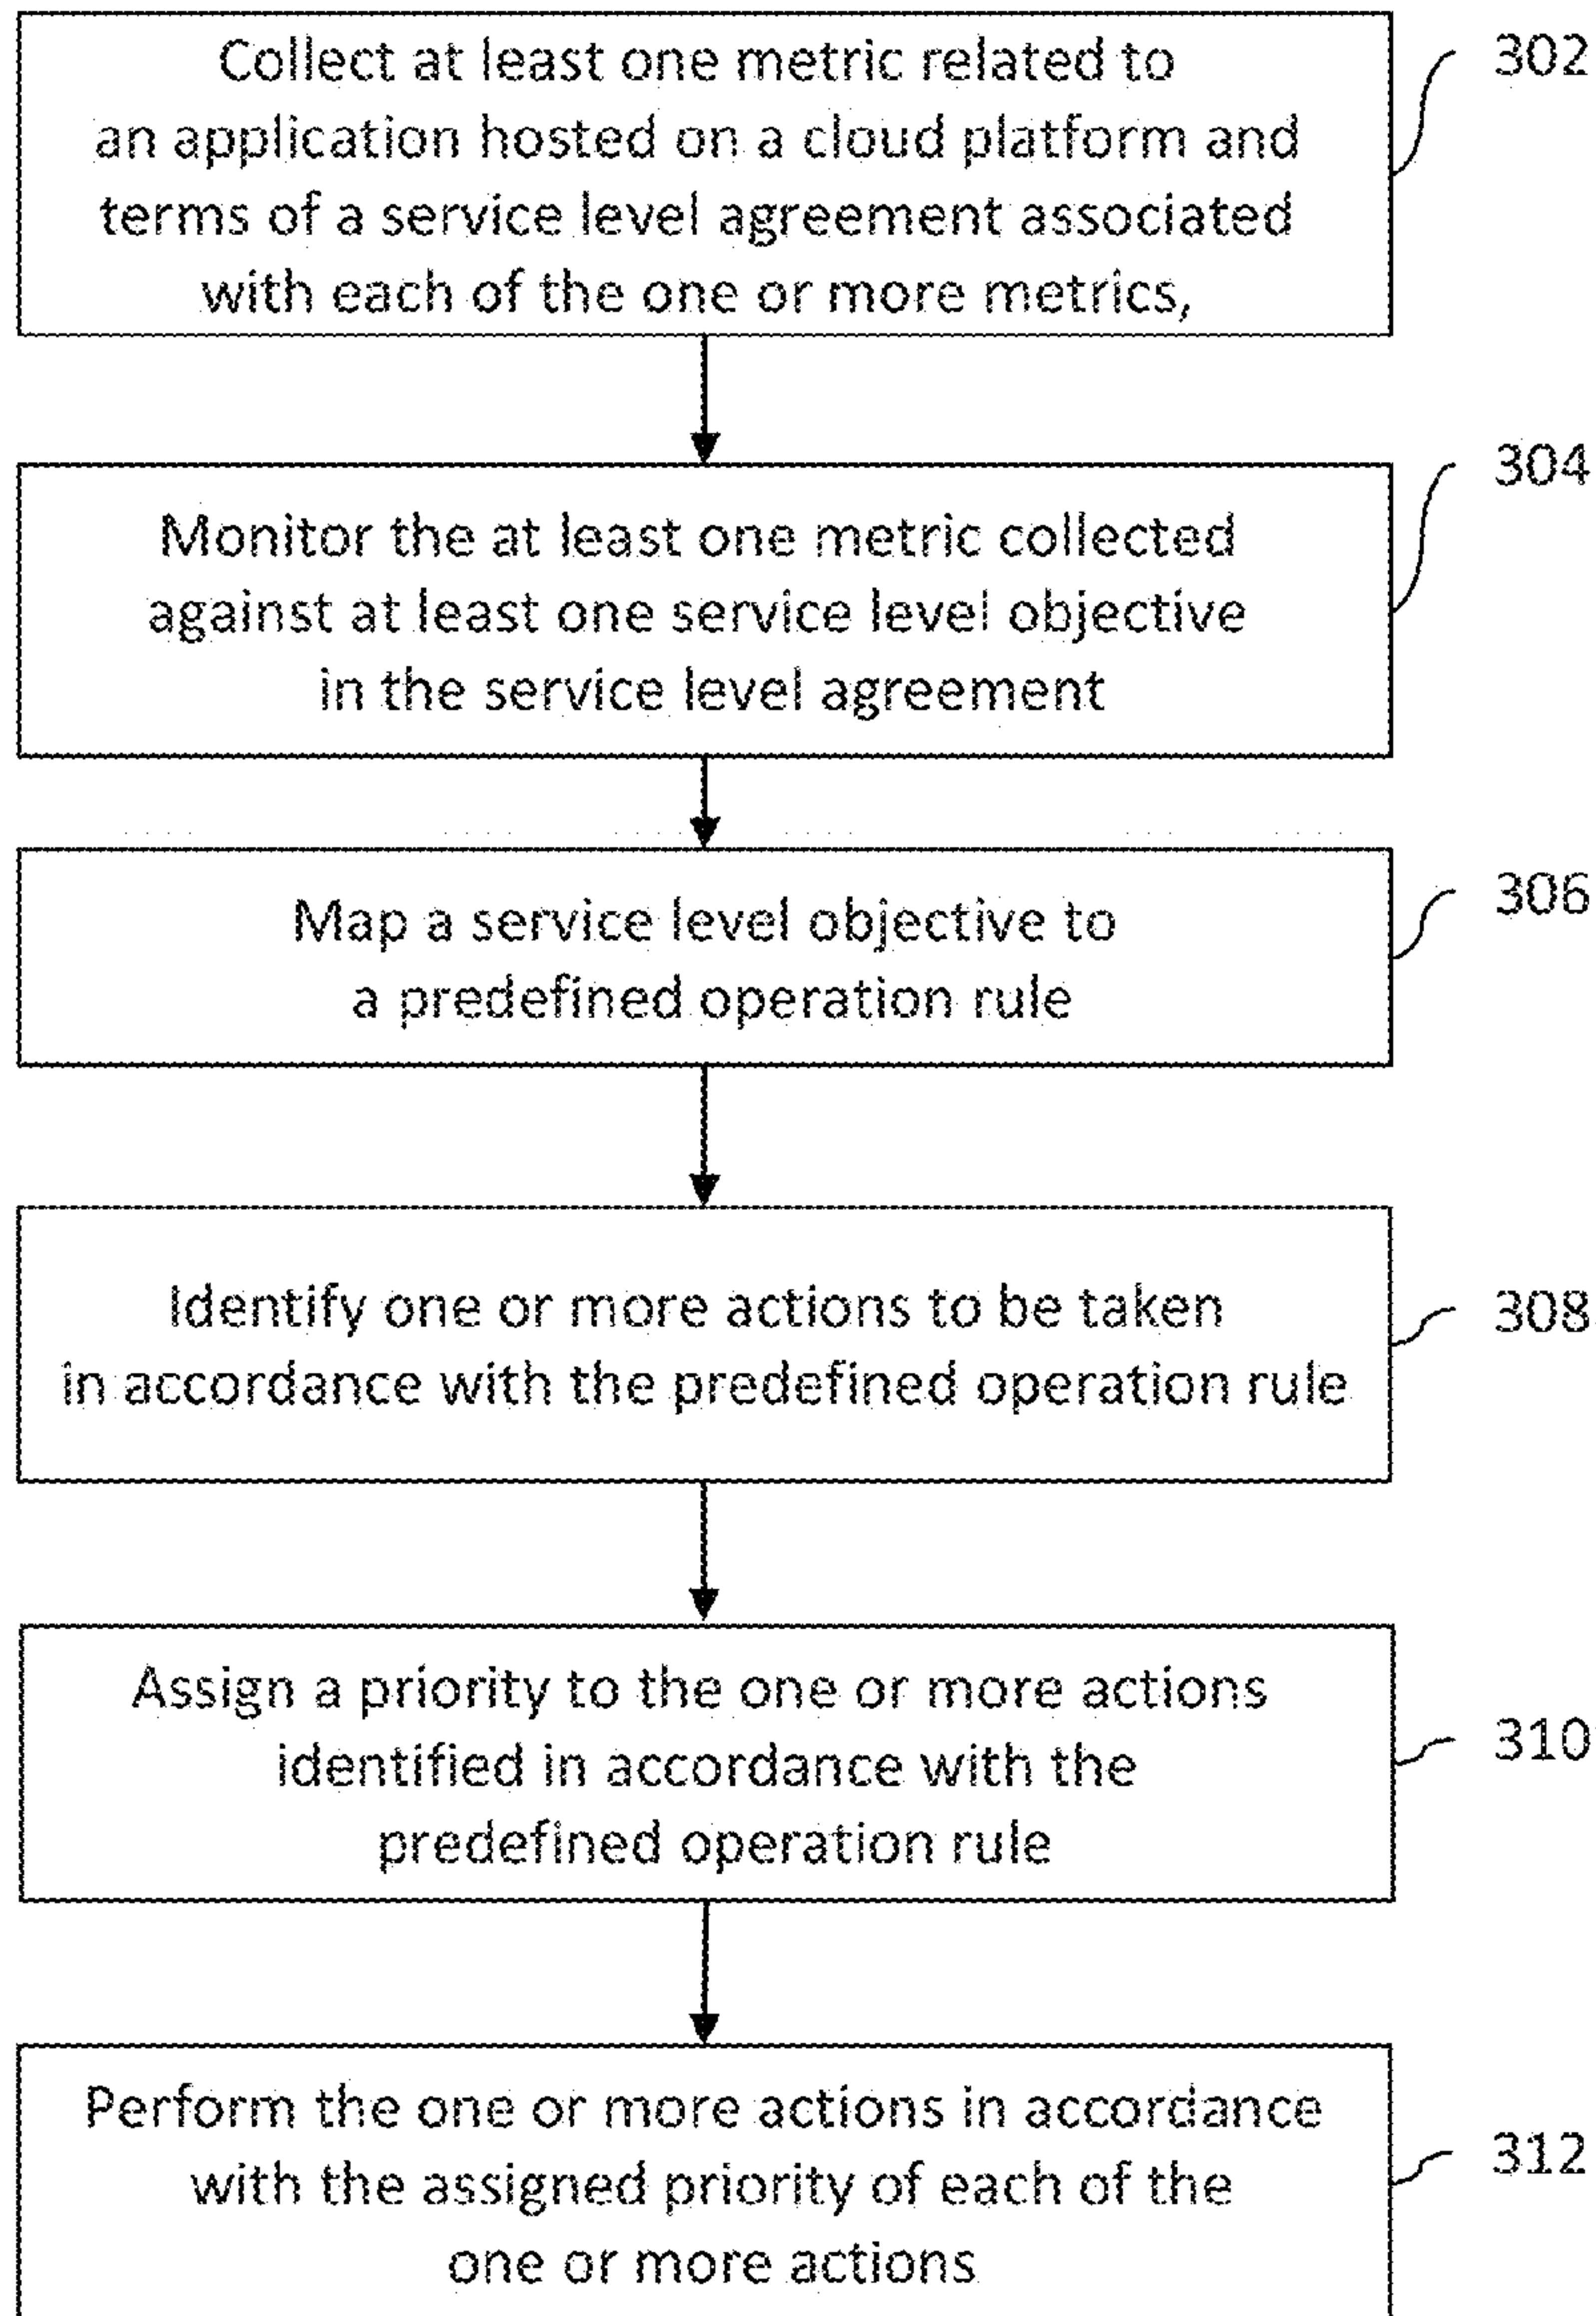 Collect at least one metric related to
an application hosted on a cloud platform and
terms of a service level agreement associated
with each of the one or more metrics,
302
Monitor the at least one metric collected
against at least one service level objective
in the service level agreement
304
Map a service level objective to
a predefined operation rule
306
Identify one or more actions to be taken
in accordance with the predefined operation rule
308
Assign a priority to the one or more actions
identified in accordance with the
predefined operation rule
310
Perform the one or more actions in accordance
with the assigned priority of each of the
one or more actions
312